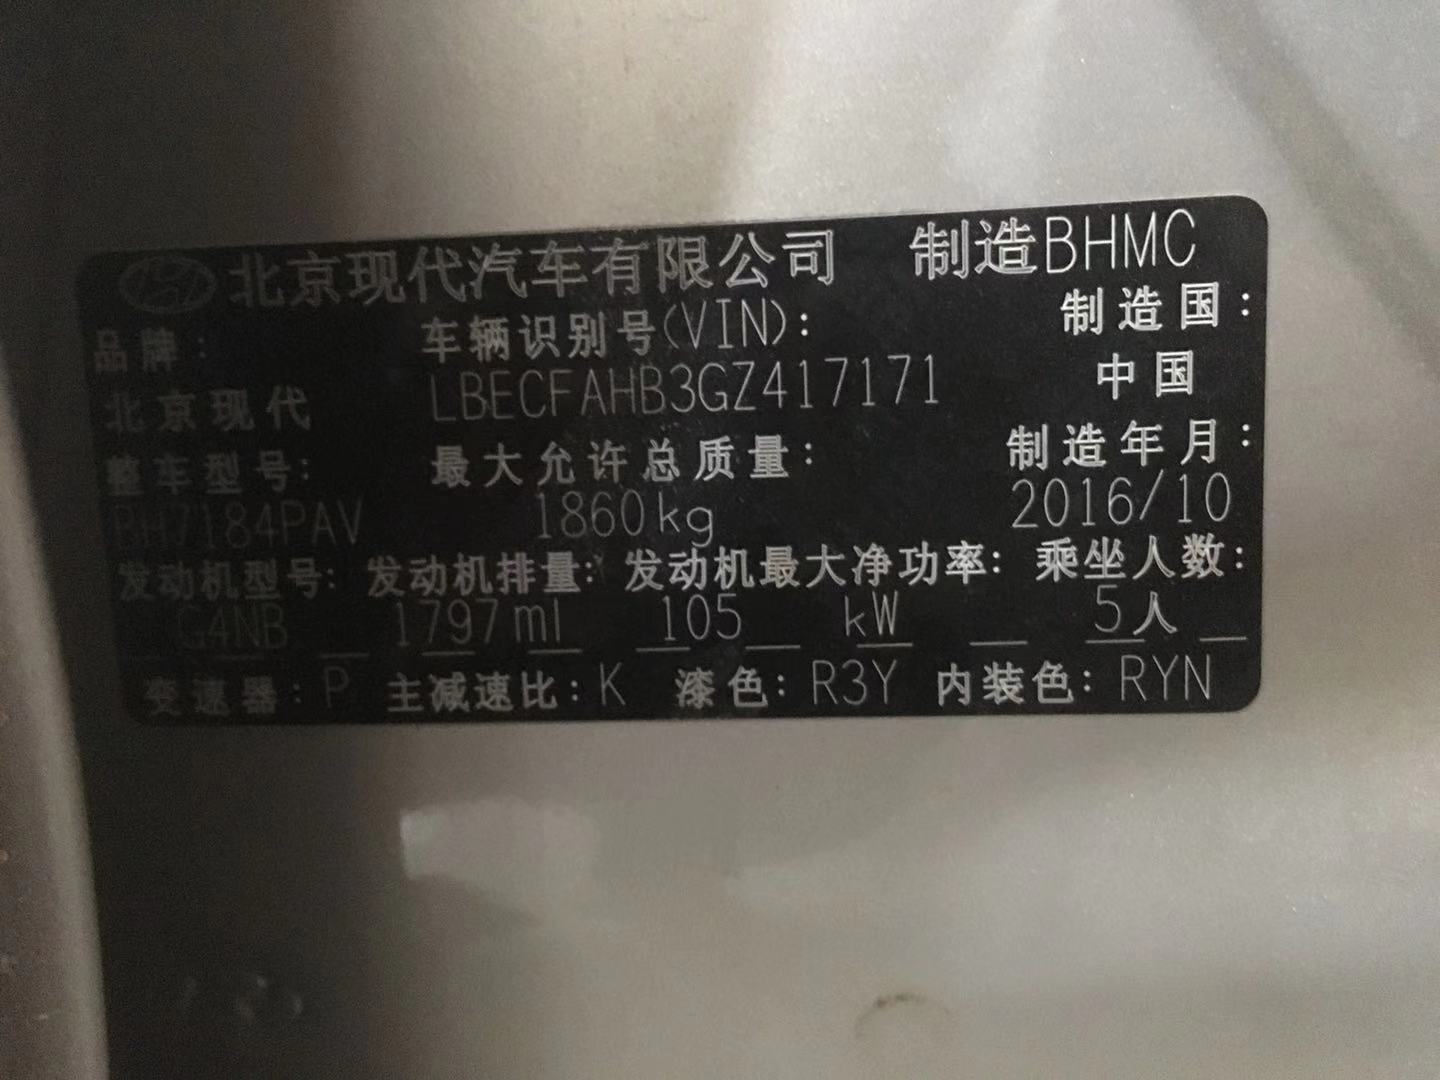 北京现代汽车有限公司 制造BHMC
品牌: 车辆识别号(VIN): 制造国:
北京现代 LBECFAHB3GZ417171 中国
整车型号: 最大允许总质量: 制造年月:
BH7184PAV 1860kg 2016/10
发动机型号: 发动机排量: 发动机最大净功率: 乘坐人数:
G4NB 1797ml 105 kW 5人
变速器: P 主减速比: K 漆色: R3Y 内装色: RYN